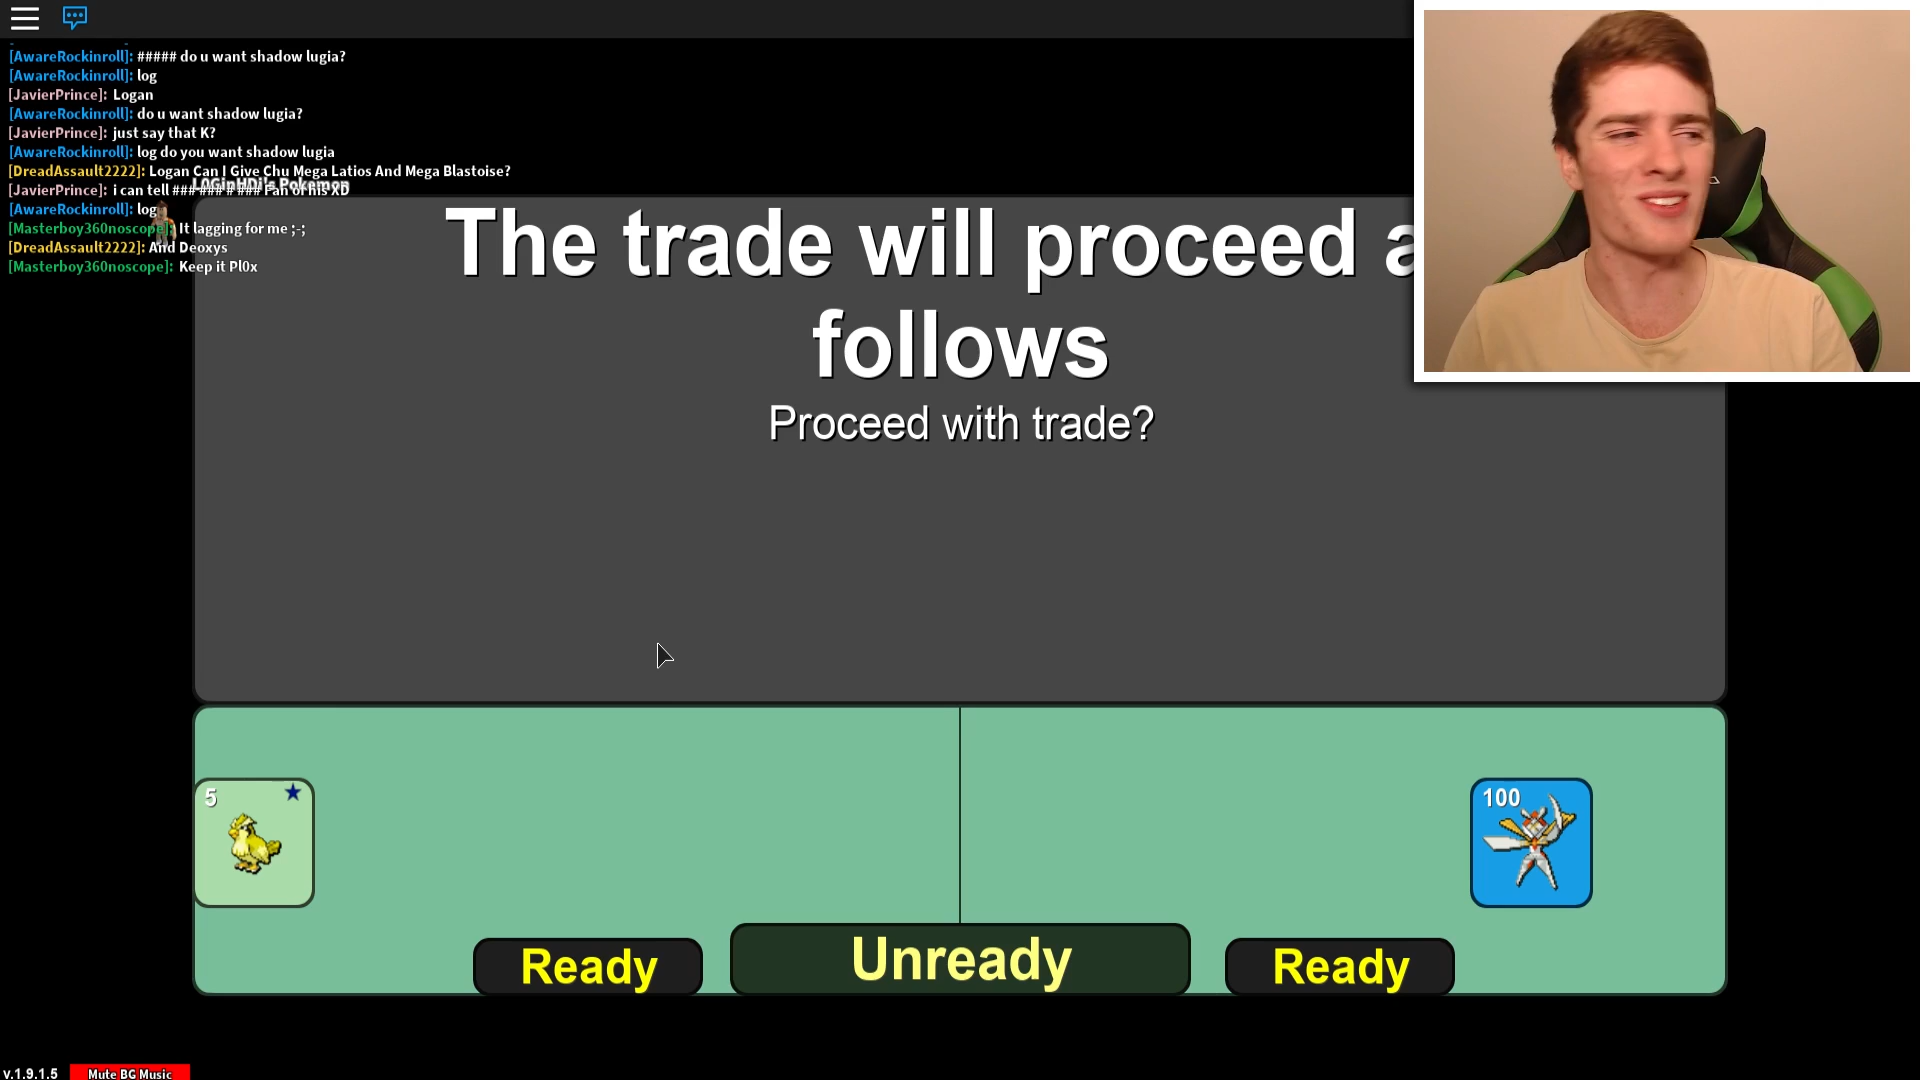 [AwareRockinroll]: ##### do u want shadow lugia?
[AwareRockinroll]: log
[JavierPrince]: Logan
[AwareRockinroll]: do u want shadow lugia?
[JavierPrince]: just say that K?
[AwareRockinroll]: log do you want shadow lugia
[DreadAssault2222]: Logan Can I Give Chu Mega Latios And Mega Blastoise?
L0GinHDi's Pokemon
[JavierPrince]: i can tell ### ### # ### Fan of his XD
[AwareRockinroll]: log
[Masterboy360noscope]: It lagging for me ;-;
[DreadAssault2222]: And Deoxys
[Masterboy360noscope]: Keep it Pl0x
The trade will proceed a
follows
Proceed with trade?
5
100
Ready
Unready
Ready
v.1.9.1.5
Mute BG Music